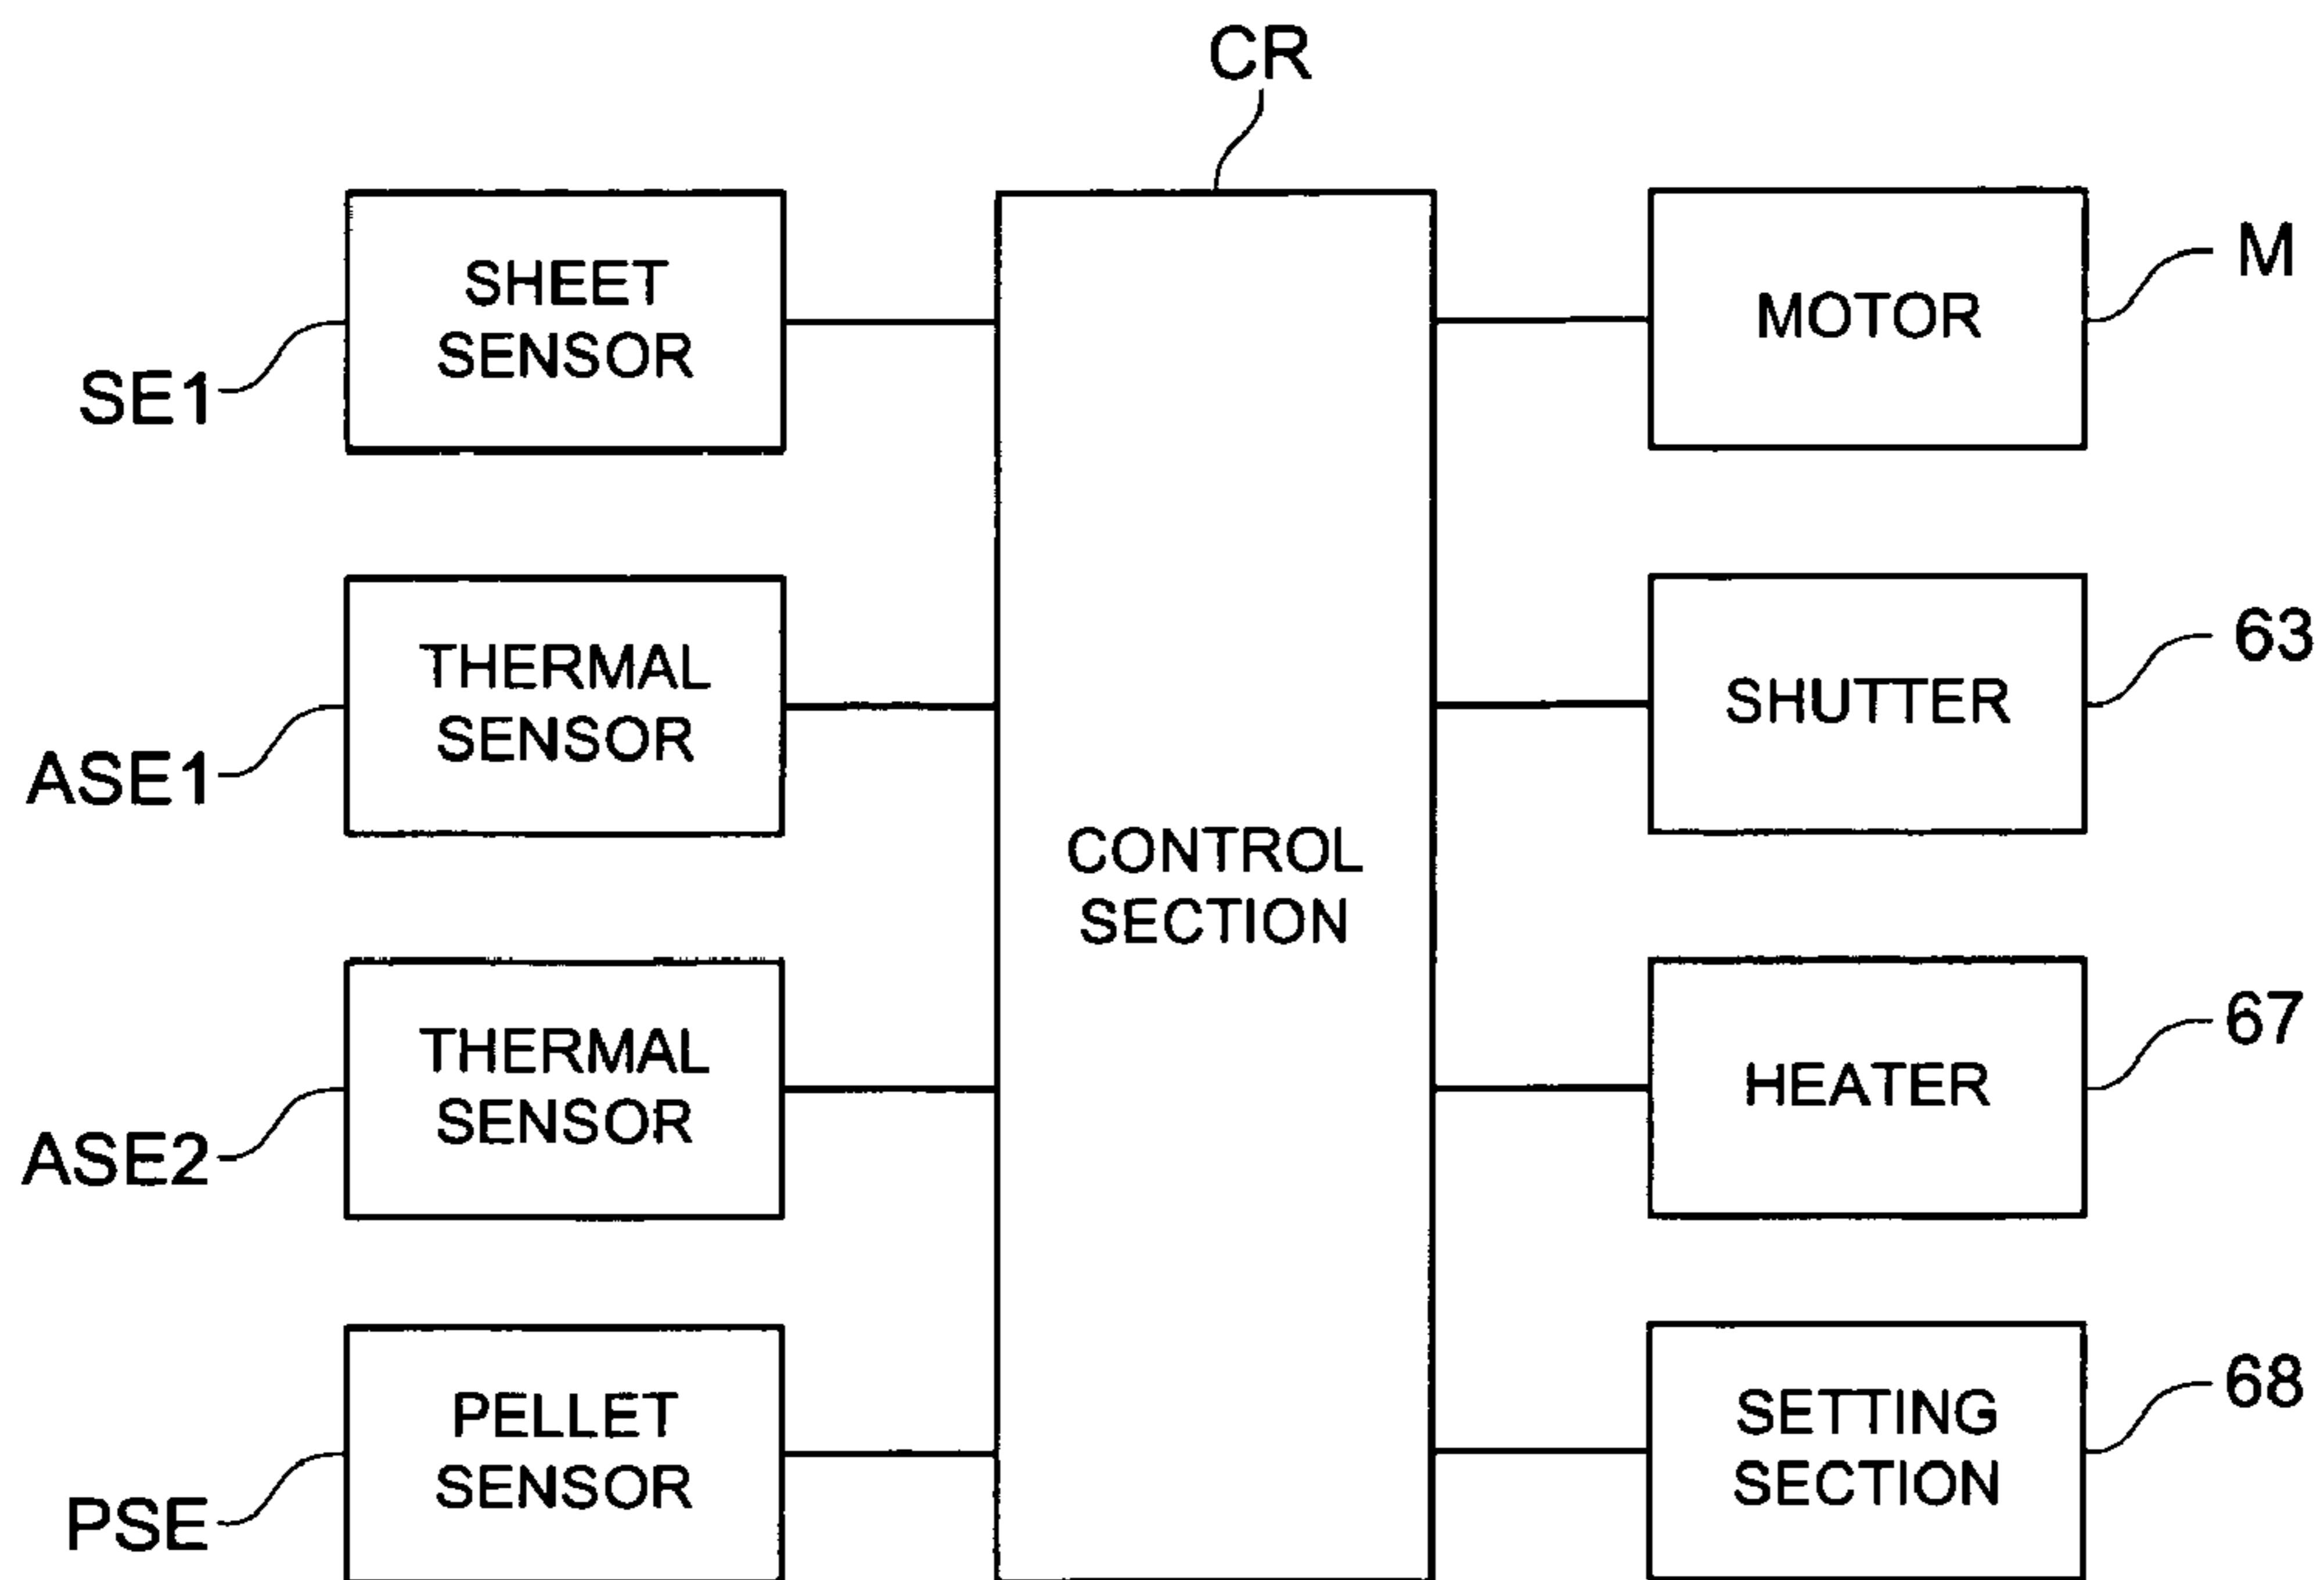 CR
SHEET
SENSOR
SE1
MOTOR
M
THERMAL
SENSOR
ASE1
SHUTTER
63
CONTROL
SECTION
THERMAL
SENSOR
ASE2
HEATER
67
PELLET
SENSOR
PSE
SETTING
SECTION
68